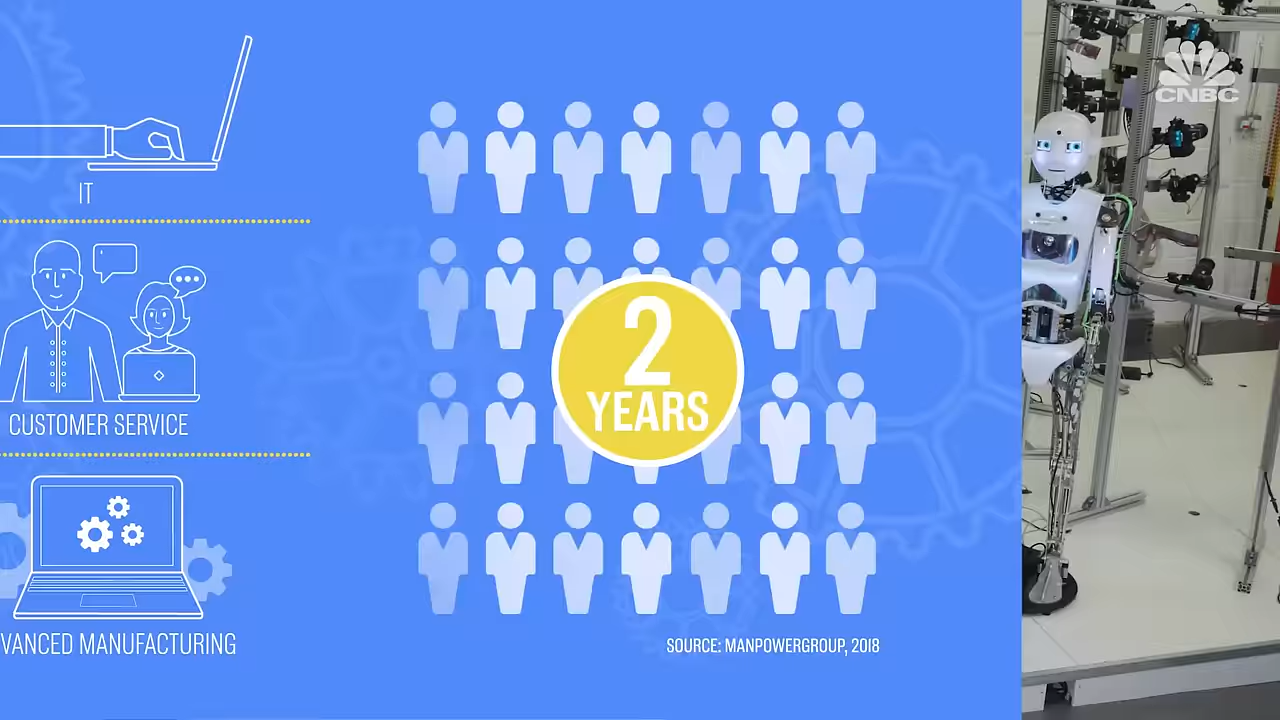 CNBC
IT
2
YEARS
CUSTOMER SERVICE
VANCED MANUFACTURING
SOURCE: MANPOWERGROUP, 2018